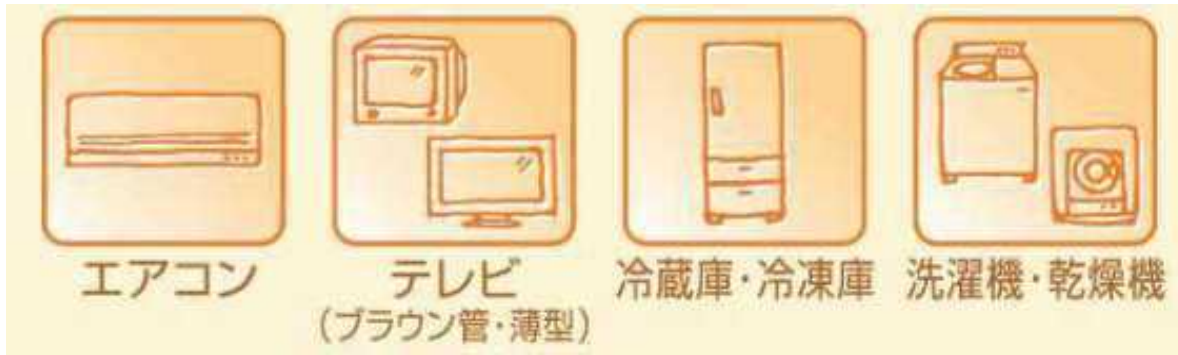 エアコン
テレビ
(ブラウン管・薄型)
冷蔵庫・冷凍庫
洗濯機・乾燥機